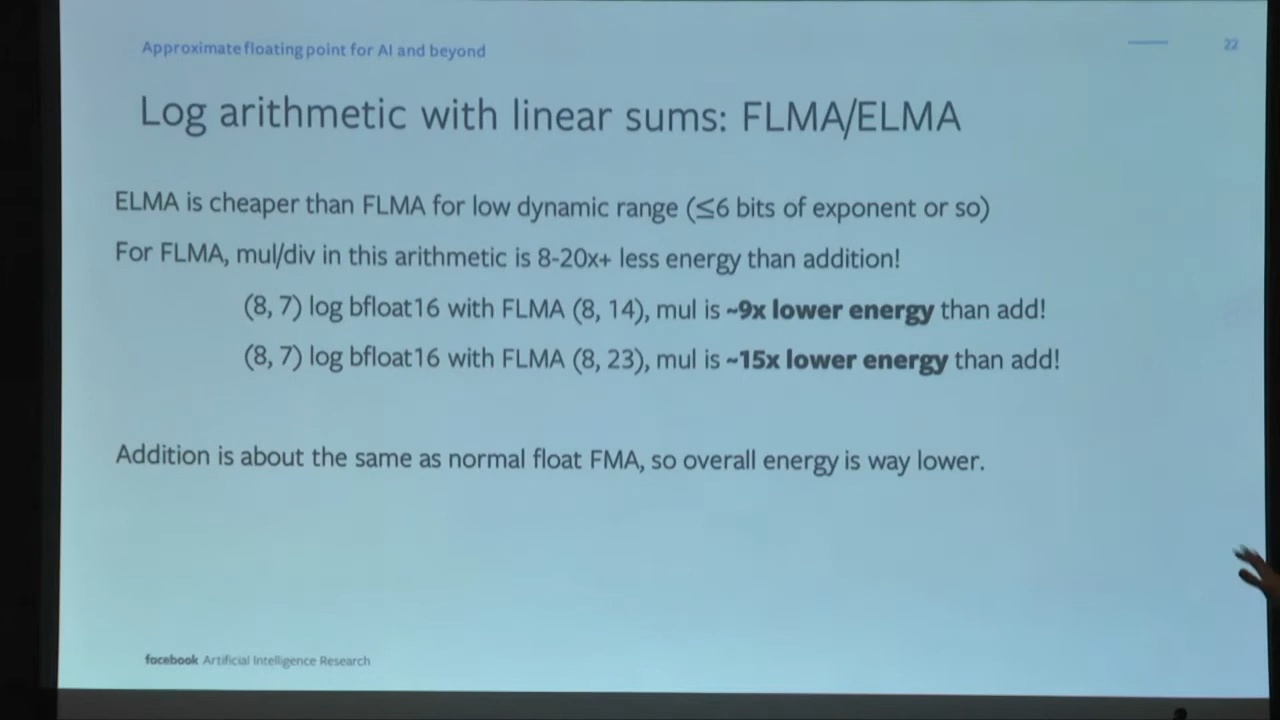 Approximate floating point for AI and beyond
22
Log arithmetic with linear sums: FLMA/ELMA
ELMA is cheaper than FLMA for low dynamic range (≤6 bits of exponent or so)
For FLMA, mul/div in this arithmetic is 8-20x+ less energy than addition!
(8, 7) log bfloat16 with FLMA (8, 14), mul is ~9x lower energy than add!
(8, 7) log bfloat16 with FLMA (8, 23), mul is ~15x lower energy than add!
Addition is about the same as normal float FMA, so overall energy is way lower.
facebook Artificial Intelligence Research